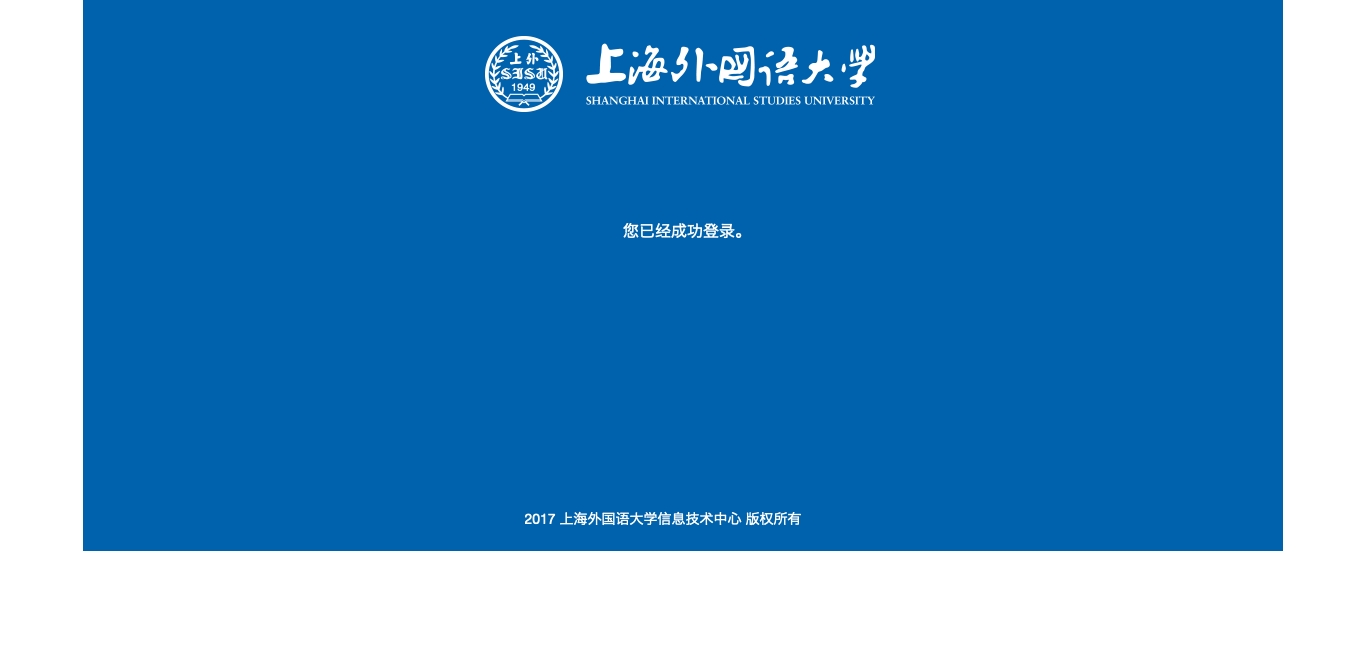 上外
SISU
1949
上海外国语大学
SHANGHAI INTERNATIONAL STUDIES UNIVERSITY
您已经成功登录。
2017 上海外国语大学信息技术中心 版权所有